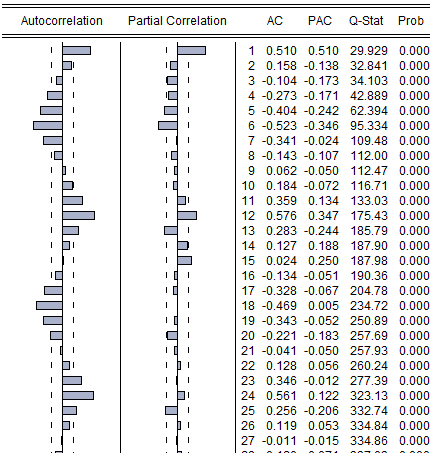 Autocorrelation Partial Correlation AC PAC Q-Stat Prob
1 0.510 0.510 29.929 0.000
2 0.158 -0.138 32.841 0.000
3 -0.104 -0.173 34.103 0.000
4 -0.273 -0.171 42.889 0.000
5 -0.404 -0.242 62.394 0.000
6 -0.523 -0.346 95.334 0.000
7 -0.341 -0.024 109.48 0.000
8 -0.143 -0.107 112.00 0.000
9 0.062 -0.050 112.47 0.000
10 0.184 -0.072 116.71 0.000
11 0.359 0.134 133.03 0.000
12 0.576 0.347 175.43 0.000
13 0.283 -0.244 185.79 0.000
14 0.127 0.188 187.90 0.000
15 0.024 0.250 187.98 0.000
16 -0.134 -0.051 190.36 0.000
17 -0.328 -0.067 204.78 0.000
18 -0.469 0.005 234.72 0.000
19 -0.343 -0.052 250.89 0.000
20 -0.221 -0.183 257.69 0.000
21 -0.041 -0.050 257.93 0.000
22 0.128 0.056 260.24 0.000
23 0.346 -0.012 277.39 0.000
24 0.561 0.122 323.13 0.000
25 0.256 -0.206 332.74 0.000
26 0.119 0.053 334.84 0.000
27 -0.011 -0.015 334.86 0.000